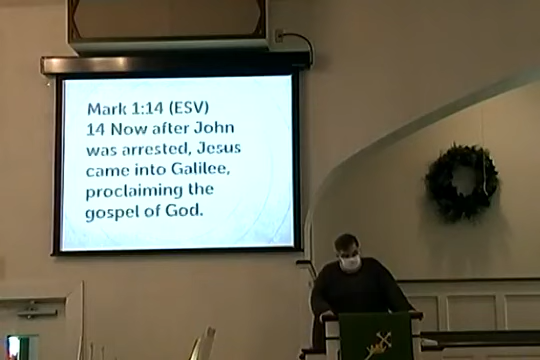 Mark 1:14 (ESV)
14 Now after John
was arrested, Jesus
came into Galilee,
proclaiming the
gospel of God.